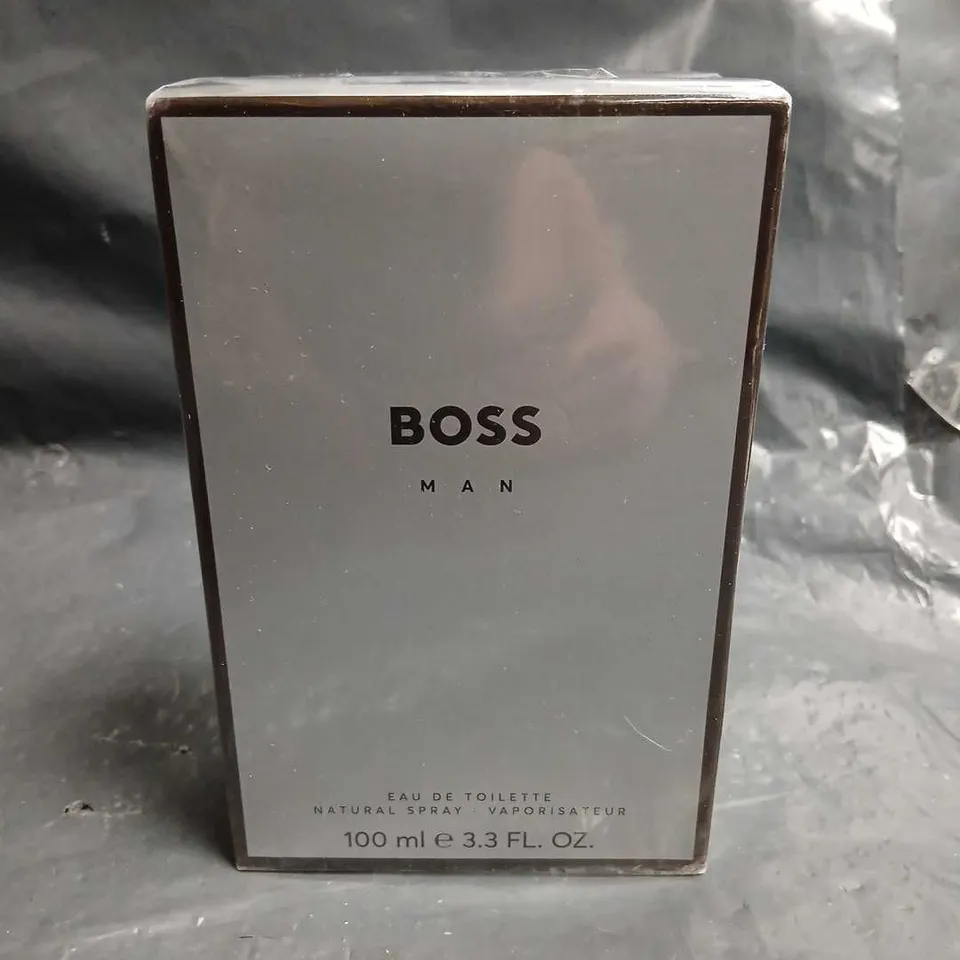 BOSS
MAN
EAU DE TOILETTE
NATURAL SPRAY - VAPORISATEUR
100 ml ℮ 3.3 FL. OZ.